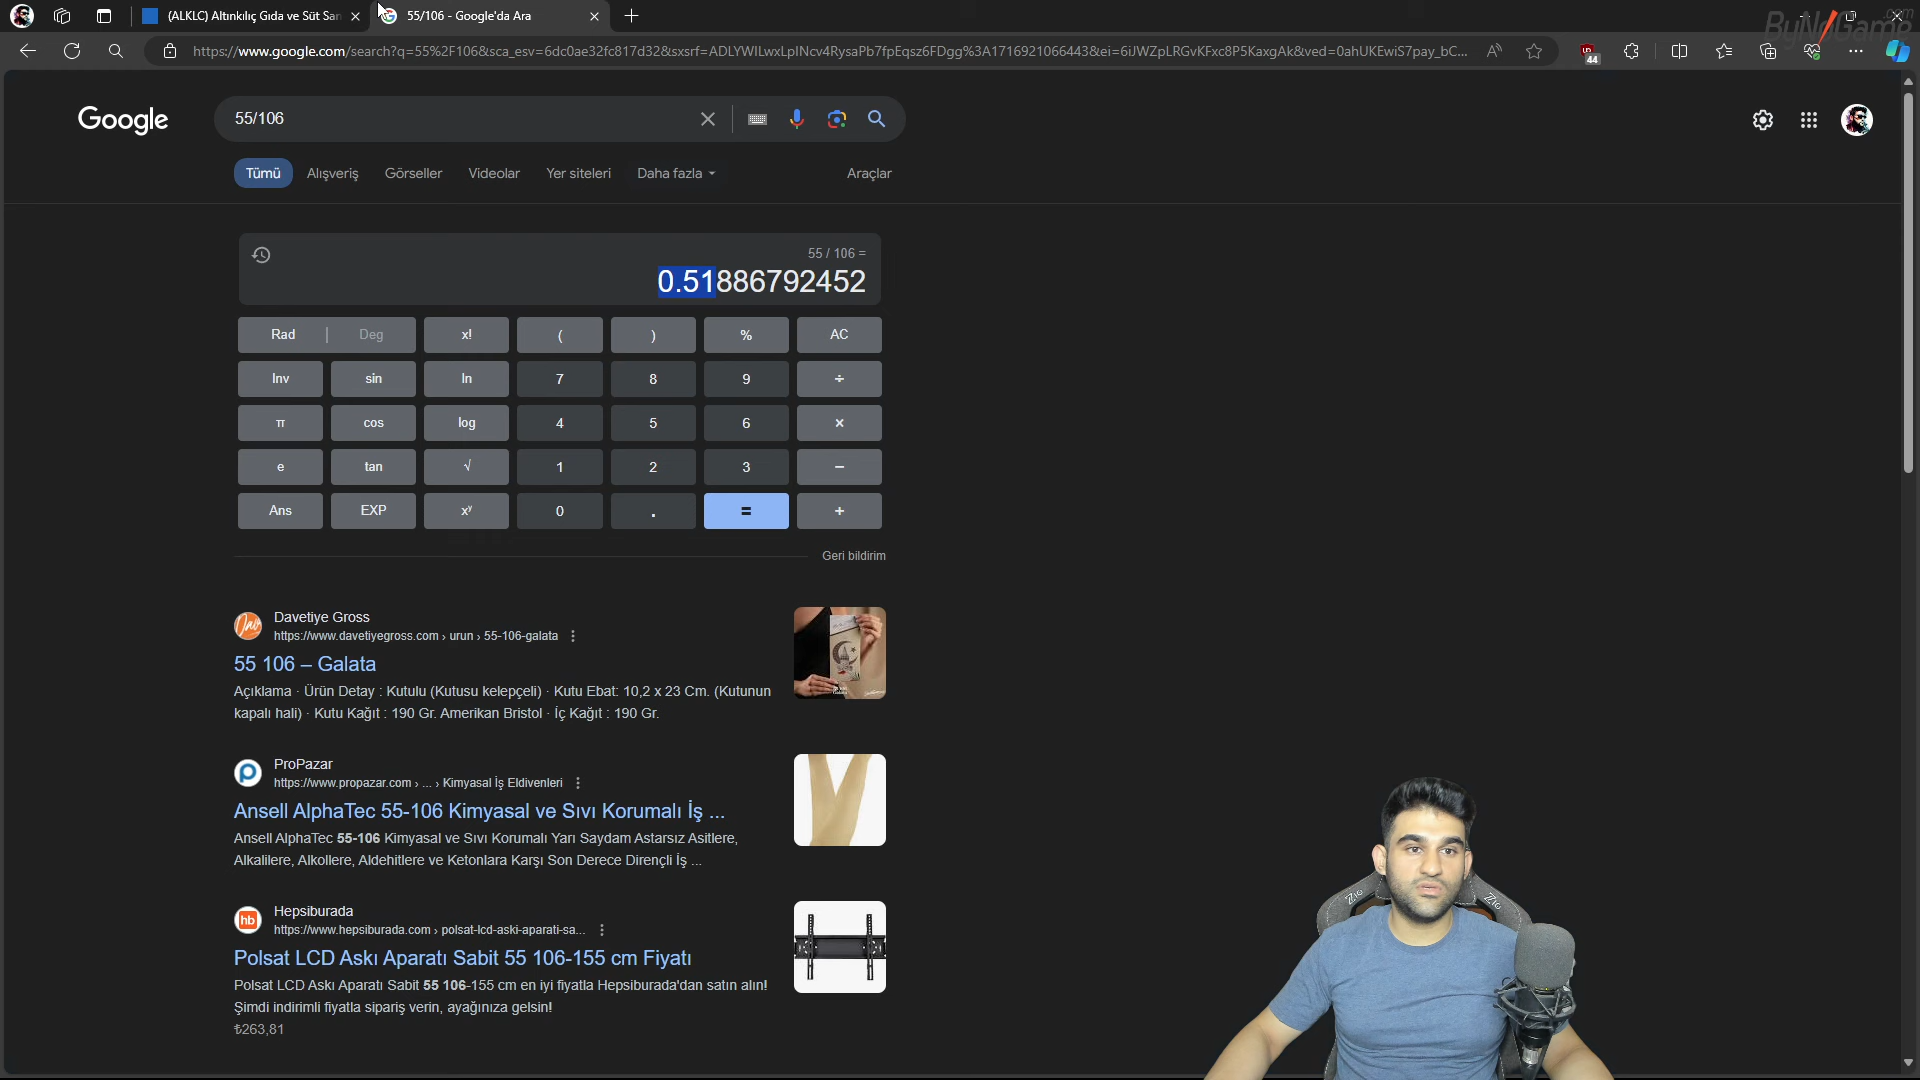 (ALKLC) Altınkılıç Gıda ve Süt San
55/106 - Google'da Ara
ByNoGame.com
https://www.google.com/search?q=55%2F106&sca_esv=6dc0ae32fc817d32&sxsrf=ADLYWILwxLpINcv4RysaPb7fpEqsz6FDgg%3A1716921066443&ei=6iJWZpLRGvKFxc8P5KaxgAk&ved=0ahUKEwiS7pay_bC...
44
Google
55/106
Tümü Alışveriş Görseller Videolar Yer siteleri Daha fazla Araçlar
55 / 106 =
0.51886792452
Rad | Deg x! ( ) % AC
Inv sin ln 7 8 9 ÷
π cos log 4 5 6 ×
e tan √ 1 2 3 −
Ans EXP xʸ 0 . = +
Geri bildirim
Davetiye Gross
https://www.davetiyegross.com › urun › 55-106-galata
55 106 – Galata
Açıklama · Ürün Detay : Kutulu (Kutusu kelepçeli) · Kutu Ebat: 10,2 x 23 Cm. (Kutunun
kapalı hali) · Kutu Kağıt : 190 Gr. Amerikan Bristol · İç Kağıt : 190 Gr.
ProPazar
https://www.propazar.com › ... › Kimyasal İş Eldivenleri
Ansell AlphaTec 55-106 Kimyasal ve Sıvı Korumalı İş ...
Ansell AlphaTec 55-106 Kimyasal ve Sıvı Korumalı Yarı Saydam Astarsız Asitlere,
Alkalilere, Alkollere, Aldehitlere ve Ketonlara Karşı Son Derece Dirençli İş ...
hb
Hepsiburada
https://www.hepsiburada.com › polsat-lcd-aski-aparati-sa...
Polsat LCD Askı Aparatı Sabit 55 106-155 cm Fiyatı
Polsat LCD Askı Aparatı Sabit 55 106-155 cm en iyi fiyatla Hepsiburada'dan satın alın!
Şimdi indirimli fiyatla sipariş verin, ayağınıza gelsin!
₺263,81